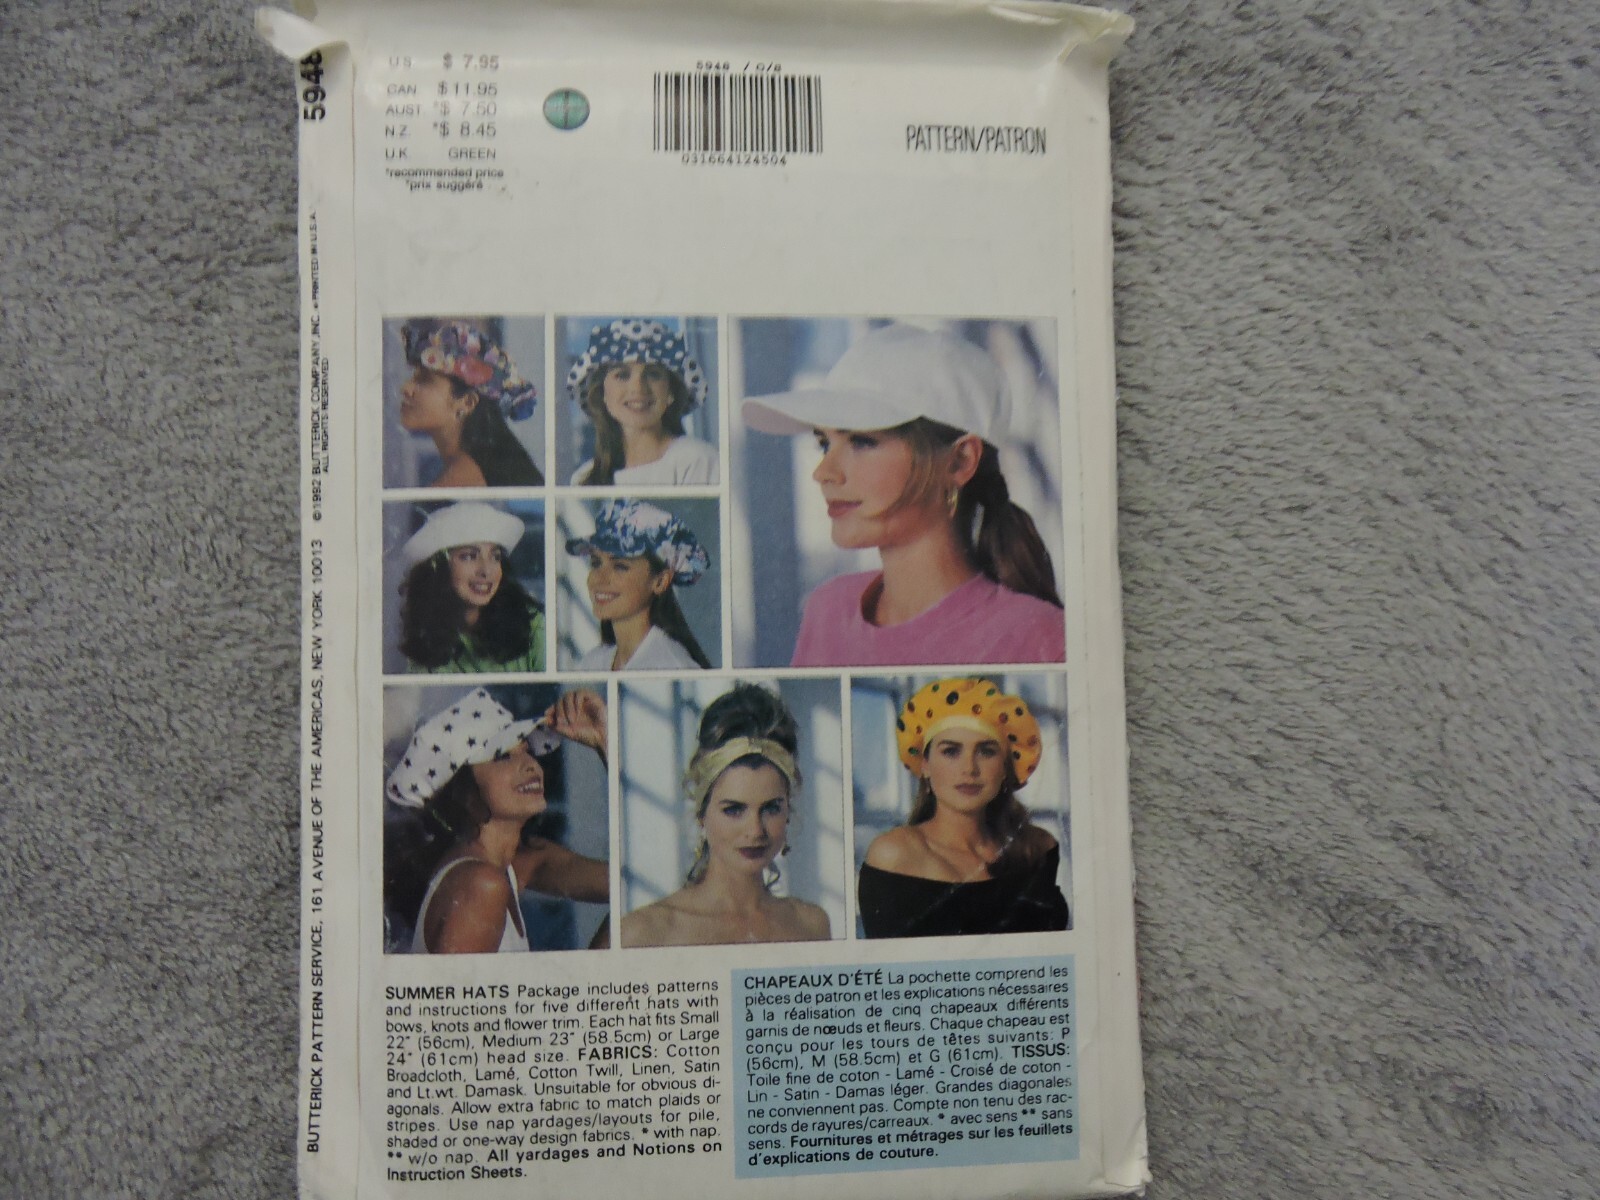 5948
U.S. $ 7.95
CAN $ 11.95
AUST. *$ 7.50
N.Z. *$ 8.45
U.K. GREEN
*recommended price
*prix suggéré
5948 / O/S
031664124504
PATTERN/PATRON
BUTTERICK PATTERN SERVICE, 161 AVENUE OF THE AMERICAS, NEW YORK 10013 ©1992 BUTTERICK COMPANY, INC. • PRINTED IN U.S.A.
ALL RIGHTS RESERVED
SUMMER HATS Package includes patterns
and instructions for five different hats with
bows, knots and flower trim. Each hat fits Small
22" (56cm), Medium 23" (58.5cm) or Large
24" (61cm) head size. FABRICS: Cotton
Broadcloth, Lamé, Cotton Twill, Linen, Satin
and Lt.wt. Damask. Unsuitable for obvious di-
agonals. Allow extra fabric to match plaids or
stripes. Use nap yardages/layouts for pile,
shaded or one-way design fabrics. * with nap.
** w/o nap. All yardages and Notions on
Instruction Sheets.
CHAPEAUX D'ÉTÉ La pochette comprend les
pièces de patron et les explications nécessaires
à la réalisation de cinq chapeaux différents
garnis de nœuds et fleurs. Chaque chapeau est
conçu pour les tours de têtes suivants: P
(56cm), M (58.5cm) et G (61cm). TISSUS:
Toile fine de coton - Lamé - Croisé de coton -
Lin - Satin - Damas léger. Grandes diagonales
ne conviennent pas. Compte non tenu des rac-
cords de rayures/carreaux. * avec sens ** sans
sens. Fournitures et métrages sur les feuillets
d'explications de couture.